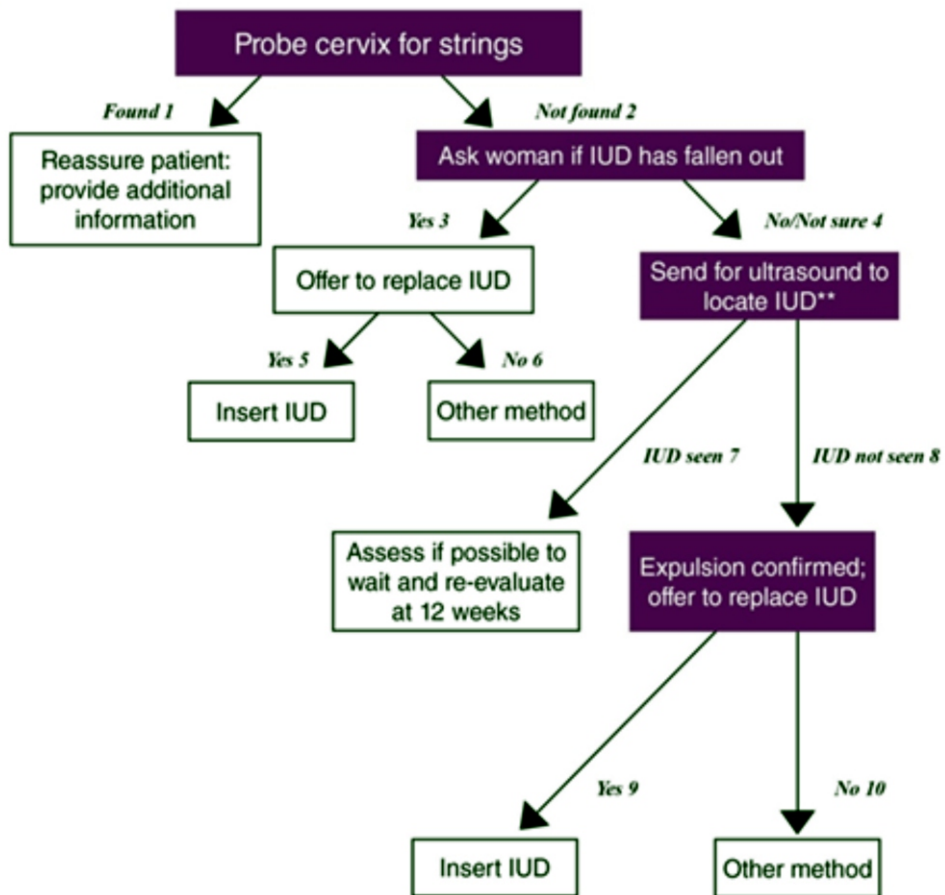 Probe cervix for strings
Found 1
Not found 2
Reassure patient:
provide additional
information
Ask woman if IUD has fallen out
Yes 3
No/Not sure 4
Offer to replace IUD
Send for ultrasound to
locate IUD**
Yes 5
No 6
Insert IUD
Other method
IUD seen 7
IUD not seen 8
Assess if possible to
wait and re-evaluate
at 12 weeks
Expulsion confirmed;
offer to replace IUD
Yes 9
No 10
Insert IUD
Other method